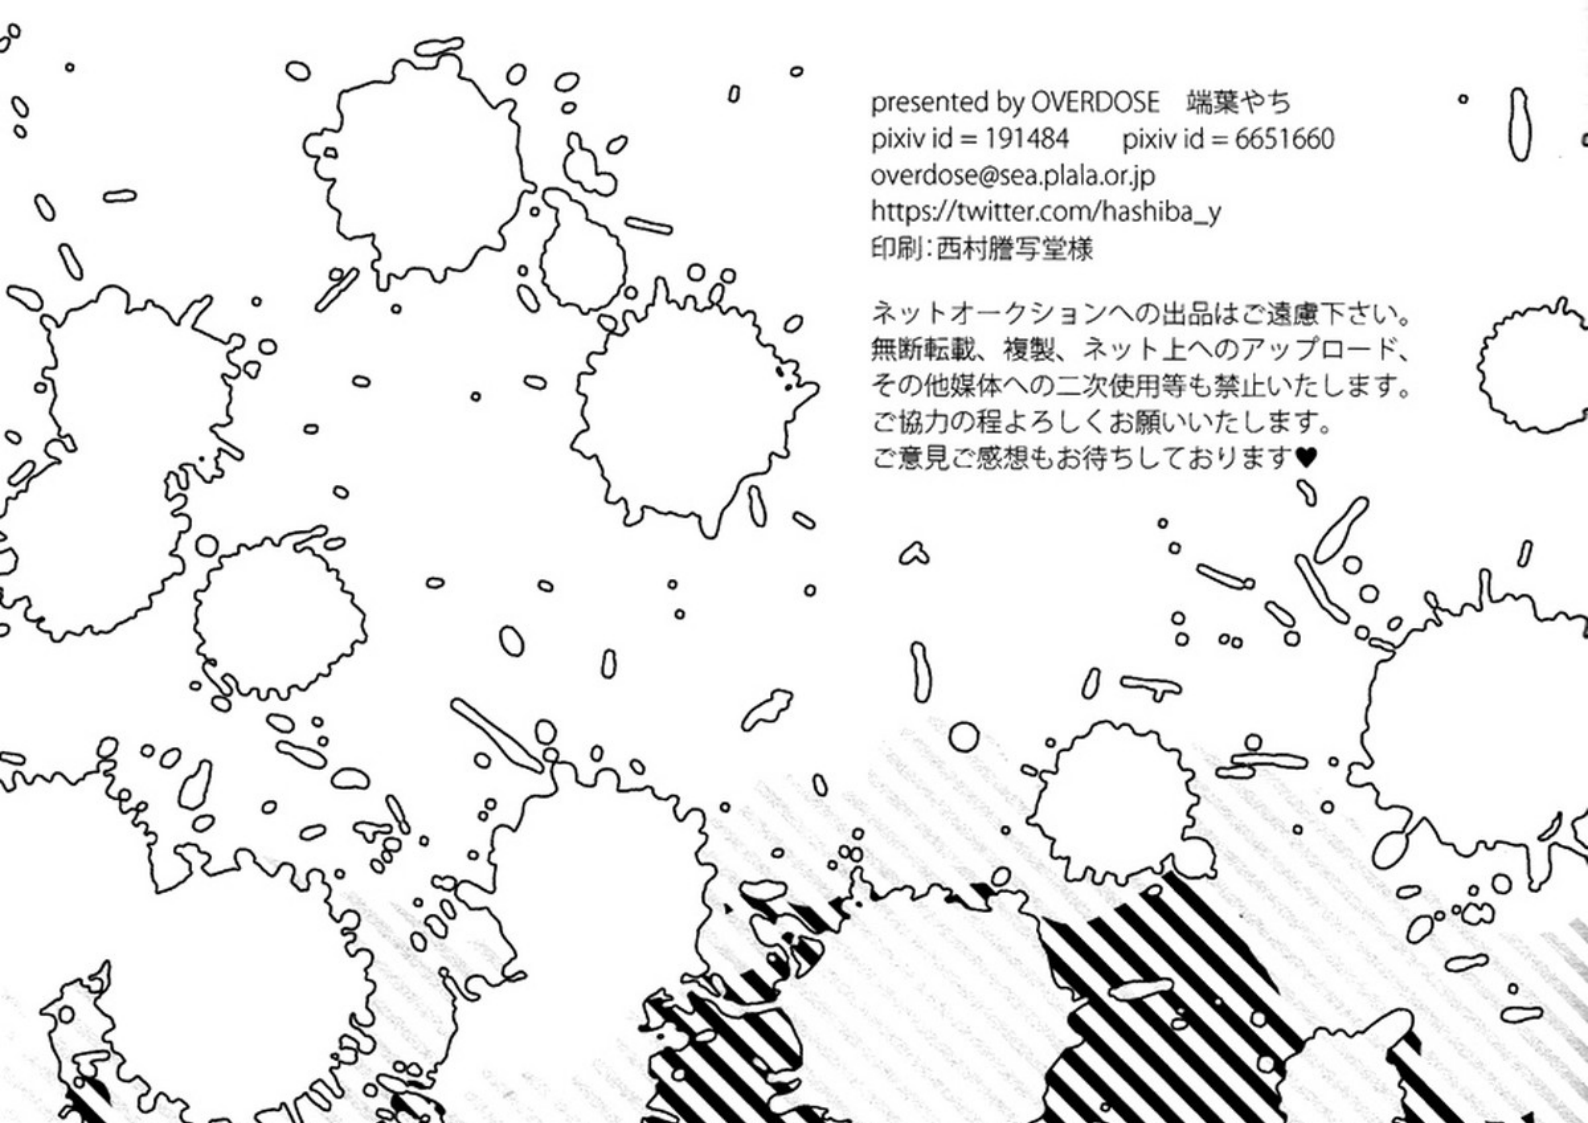 presented by OVERDOSE　端葉やち
pixiv id = 191484　　pixiv id = 6651660
overdose@sea.plala.or.jp
https://twitter.com/hashiba_y
印刷：西村謄写堂様
ネットオークションへの出品はご遠慮下さい。
無断転載、複製、ネット上へのアップロード、
その他媒体への二次使用等も禁止いたします。
ご協力の程よろしくお願いいたします。
ご意見ご感想もお待ちしております♥